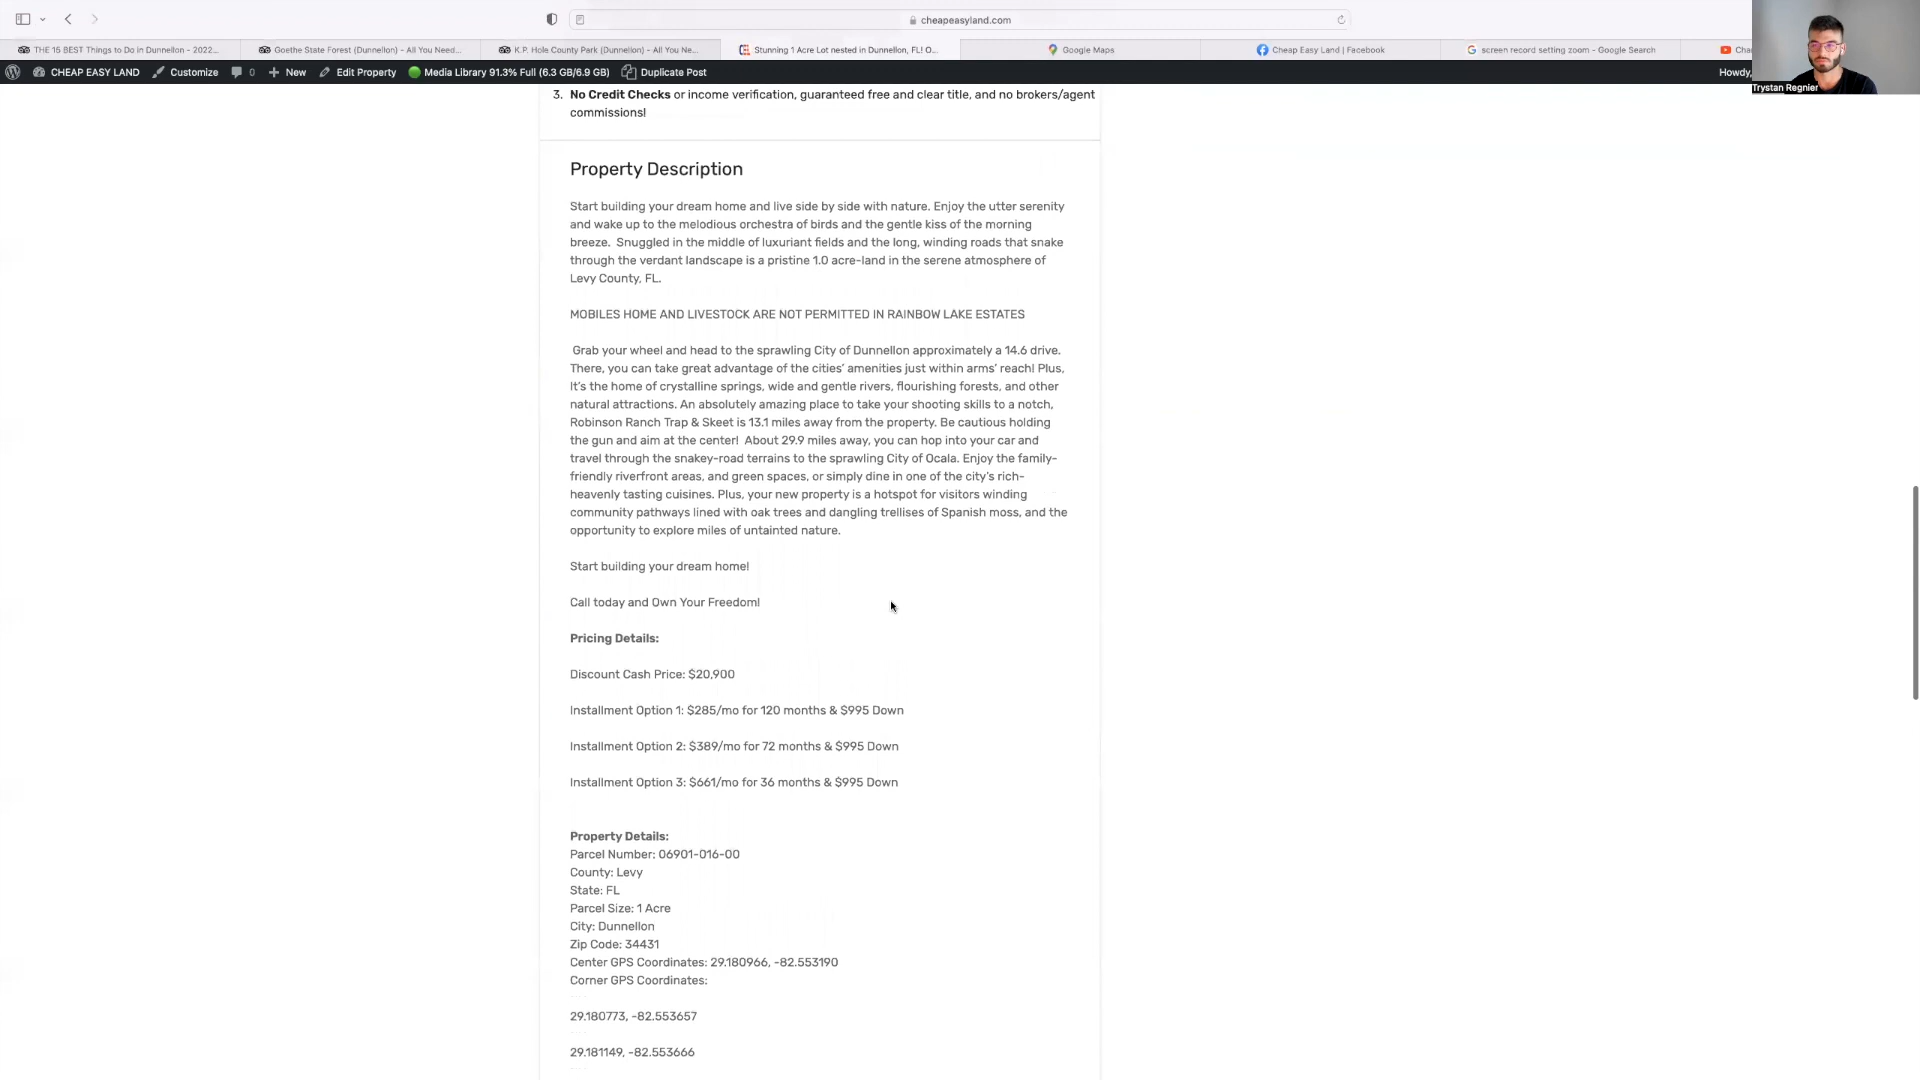 cheapeasyland.com
THE 15 BEST Things to Do in Dunnellon - 2022...
Goethe State Forest (Dunnellon) - All You Need...
K.P. Hole County Park (Dunnellon) - All You Ne...
Stunning 1 Acre Lot nested in Dunnellon, FL! O...
Google Maps
Cheap Easy Land | Facebook
screen record setting zoom - Google Search
Cha
CHEAP EASY LAND
Customize
0
New
Edit Property
Media Library 91.3% Full (6.3 GB/6.9 GB)
Duplicate Post
Howdy,
Trystan Regnier
3. No Credit Checks or income verification, guaranteed free and clear title, and no brokers/agent
commissions!
Property Description
Start building your dream home and live side by side with nature. Enjoy the utter serenity
and wake up to the melodious orchestra of birds and the gentle kiss of the morning
breeze. Snuggled in the middle of luxuriant fields and the long, winding roads that snake
through the verdant landscape is a pristine 1.0 acre-land in the serene atmosphere of
Levy County, FL.
MOBILES HOME AND LIVESTOCK ARE NOT PERMITTED IN RAINBOW LAKE ESTATES
Grab your wheel and head to the sprawling City of Dunnellon approximately a 14.6 drive.
There, you can take great advantage of the cities' amenities just within arms' reach! Plus,
It's the home of crystalline springs, wide and gentle rivers, flourishing forests, and other
natural attractions. An absolutely amazing place to take your shooting skills to a notch,
Robinson Ranch Trap & Skeet is 13.1 miles away from the property. Be cautious holding
the gun and aim at the center! About 29.9 miles away, you can hop into your car and
travel through the snakey-road terrains to the sprawling City of Ocala. Enjoy the family-
friendly riverfront areas, and green spaces, or simply dine in one of the city's rich-
heavenly tasting cuisines. Plus, your new property is a hotspot for visitors winding
community pathways lined with oak trees and dangling trellises of Spanish moss, and the
opportunity to explore miles of untainted nature.
Start building your dream home!
Call today and Own Your Freedom!
Pricing Details:
Discount Cash Price: $20,900
Installment Option 1: $285/mo for 120 months & $995 Down
Installment Option 2: $389/mo for 72 months & $995 Down
Installment Option 3: $661/mo for 36 months & $995 Down
Property Details:
Parcel Number: 06901-016-00
County: Levy
State: FL
Parcel Size: 1 Acre
City: Dunnellon
Zip Code: 34431
Center GPS Coordinates: 29.180966, -82.553190
Corner GPS Coordinates:
29.180773, -82.553657
29.181149, -82.553666